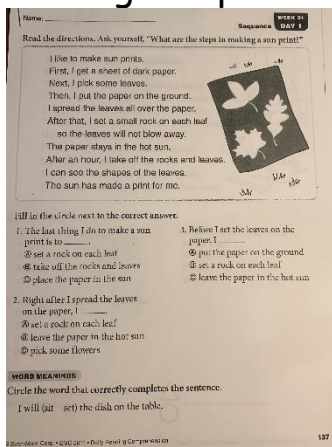 Name:
WEEK 31
Sequence DAY 1
Read the directions. Ask yourself, "What are the steps in making a sun print?"
I like to make sun prints.
First, I get a sheet of dark paper.
Next, I pick some leaves.
Then, I put the paper on the ground.
I spread the leaves all over the paper.
After that, I set a small rock on each leaf
so the leaves will not blow away.
The paper stays in the hot sun.
After an hour, I take off the rocks and leaves.
I can see the shapes of the leaves.
The sun has made a print for me.
Fill in the circle next to the correct answer.
1. The last thing I do to make a sun
print is to ______.
Ⓐ set a rock on each leaf
Ⓑ take off the rocks and leaves
Ⓒ place the paper in the sun
2. Right after I spread the leaves
on the paper, I ______
Ⓐ set a rock on each leaf
Ⓑ leave the paper in the hot sun
Ⓒ pick some flowers
3. Before I set the leaves on the
paper, I ______
Ⓐ put the paper on the ground
Ⓑ set a rock on each leaf
Ⓒ leave the paper in the hot sun
WORD MEANINGS
Circle the word that correctly completes the sentence.
I will (sit set) the dish on the table.
Evan-Moor Corp. • • Daily Reading Comprehension
137